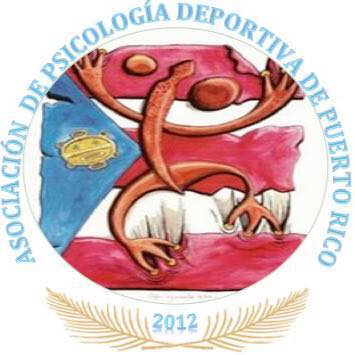 ASOCIACIÓN DE PSICOLOGÍA DEPORTIVA DE PUERTO RICO
2012